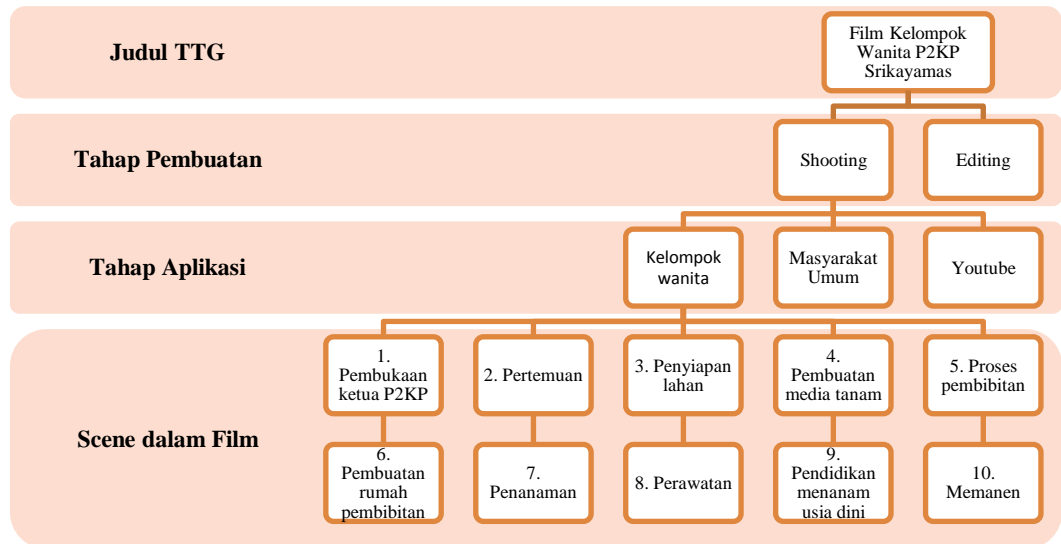 Judul TTG
Film Kelompok
Wanita P2KP
Srikayamas
Tahap Pembuatan
Shooting
Editing
Tahap Aplikasi
Kelompok
wanita
Masyarakat
Umum
Youtube
Scene dalam Film
1.
Pembukaan
ketua P2KP
2. Pertemuan
3. Penyiapan
lahan
4.
Pembuatan
media tanam
5. Proses
pembibitan
6.
Pembuatan
rumah
pembibitan
7.
Penanaman
8. Perawatan
9.
Pendidikan
menanam
usia dini
10.
Memanen